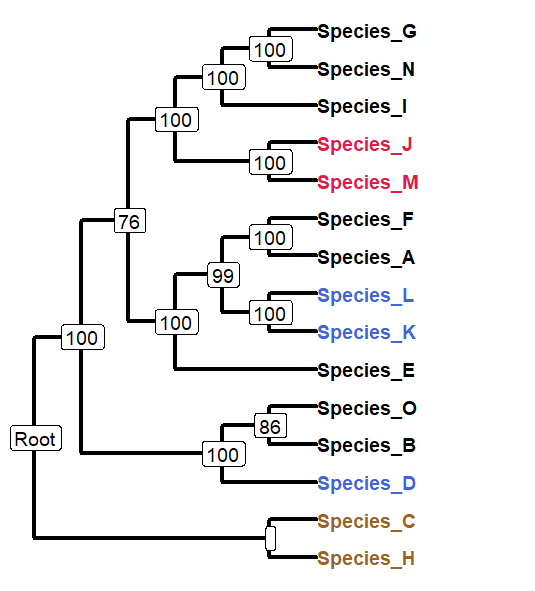 Species_G
100
Species_N
100
Species_I
100
Species_J
100
Species_M
76
Species_F
100
Species_A
99
Species_L
100
100
Species_K
100
Species_E
Species_O
86
Species_B
Root
100
Species_D
Species_C
Species_H